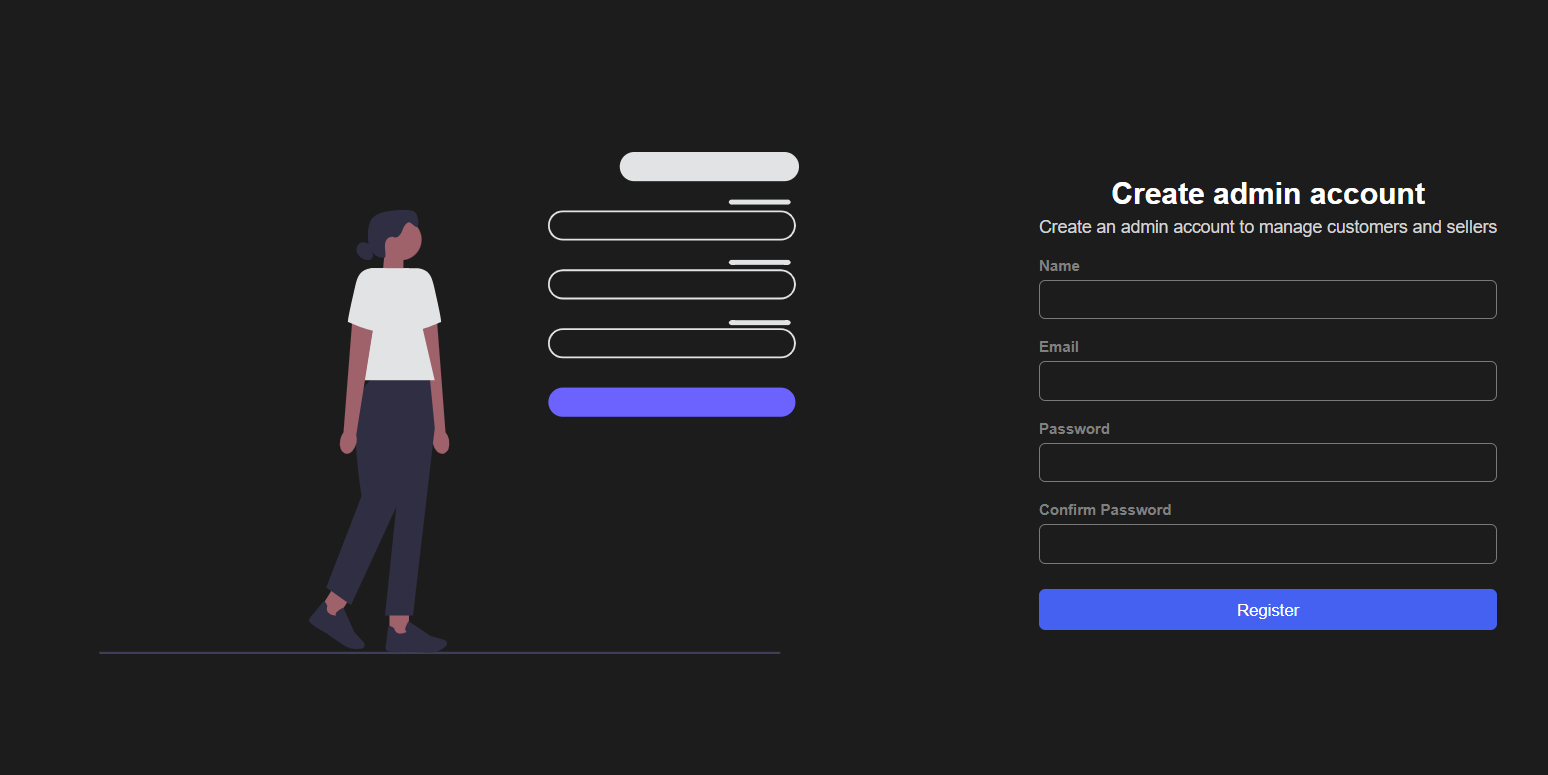 Create admin account
Create an admin account to manage customers and sellers
Name
Email
Password
Confirm Password
Register